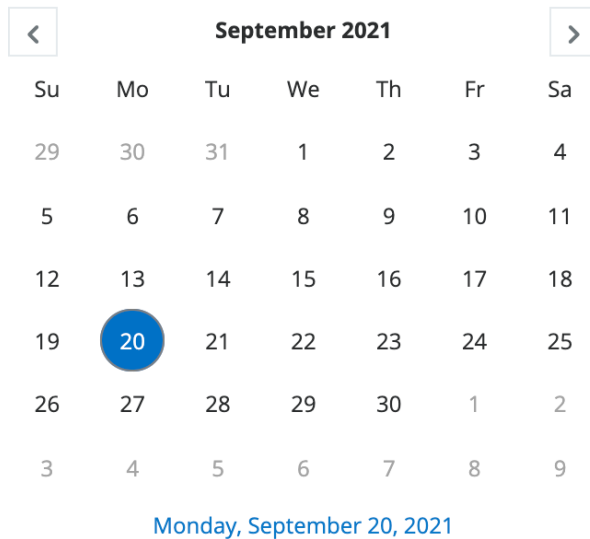 September 2021
Su Mo Tu We Th Fr Sa
29 30 31 1 2 3 4
5 6 7 8 9 10 11
12 13 14 15 16 17 18
19 20 21 22 23 24 25
26 27 28 29 30 1 2
3 4 5 6 7 8 9
Monday, September 20, 2021